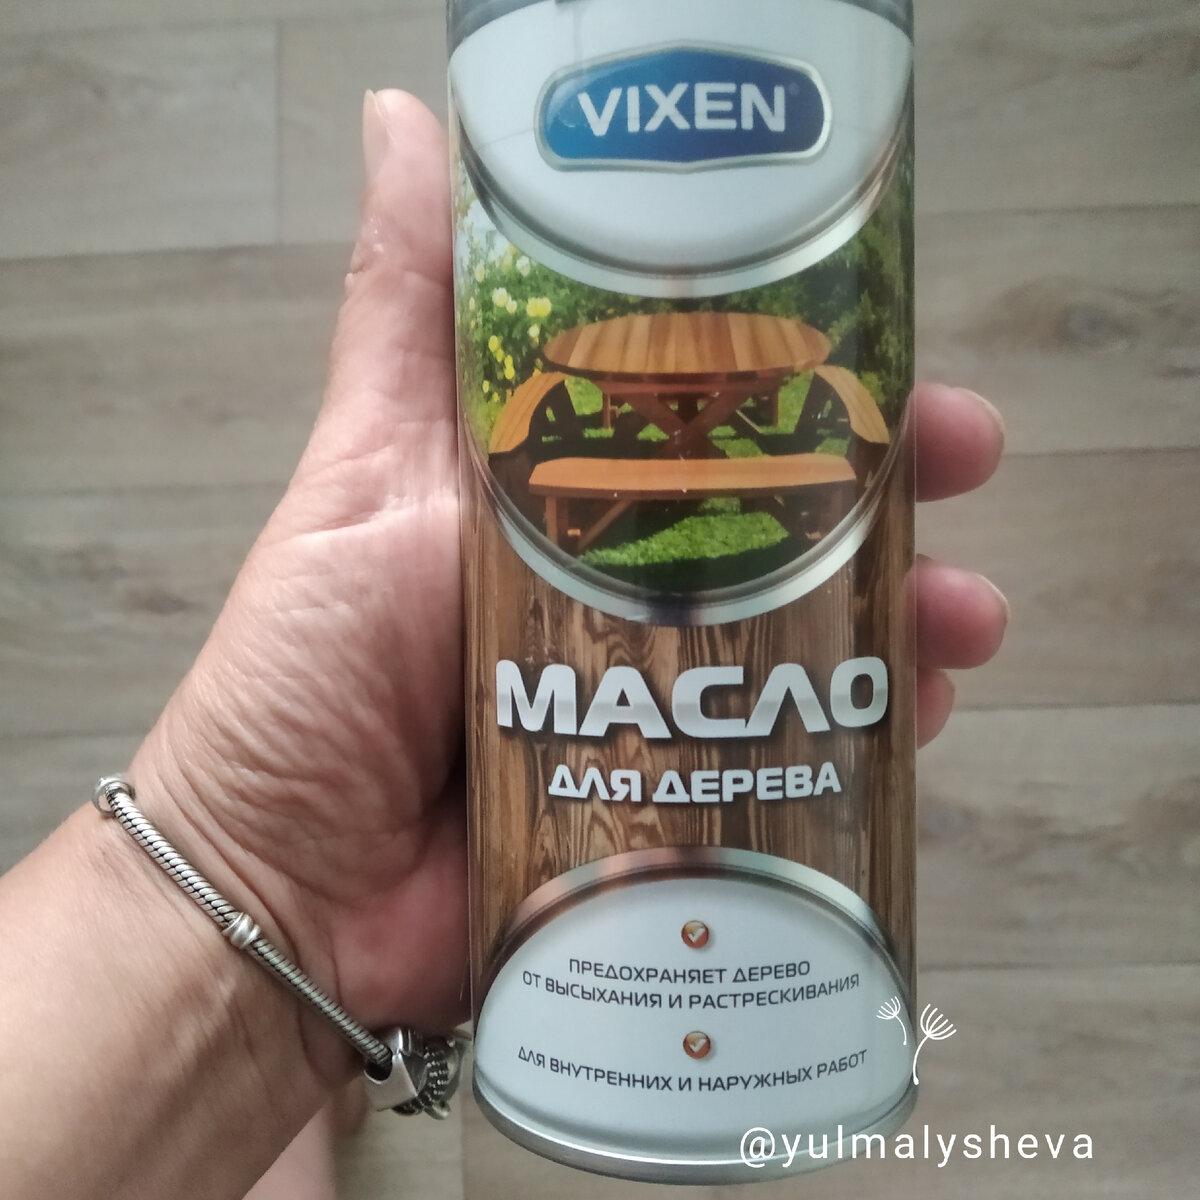 VIXEN®
МАСЛО
ДЛЯ ДЕРЕВА
ПРЕДОХРАНЯЕТ ДЕРЕВО
ОТ ВЫСЫХАНИЯ И РАСТРЕСКИВАНИЯ
ДЛЯ ВНУТРЕННИХ И НАРУЖНЫХ РАБОТ
@yulmalysheva